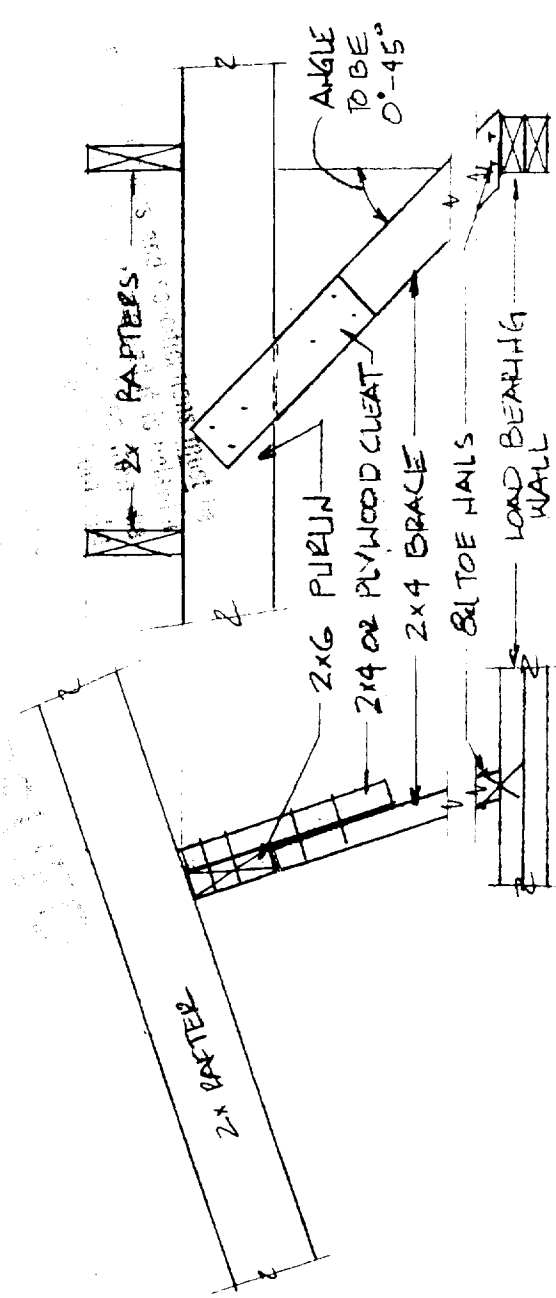 2x RAFTER
2x RAFTERS
ANGLE
TO BE
0°-45°
2x6 PURLIN
2x4 OR PLYWOOD CLEAT
2x4 BRACE
8d TOE NAILS
LOAD BEARING
WALL